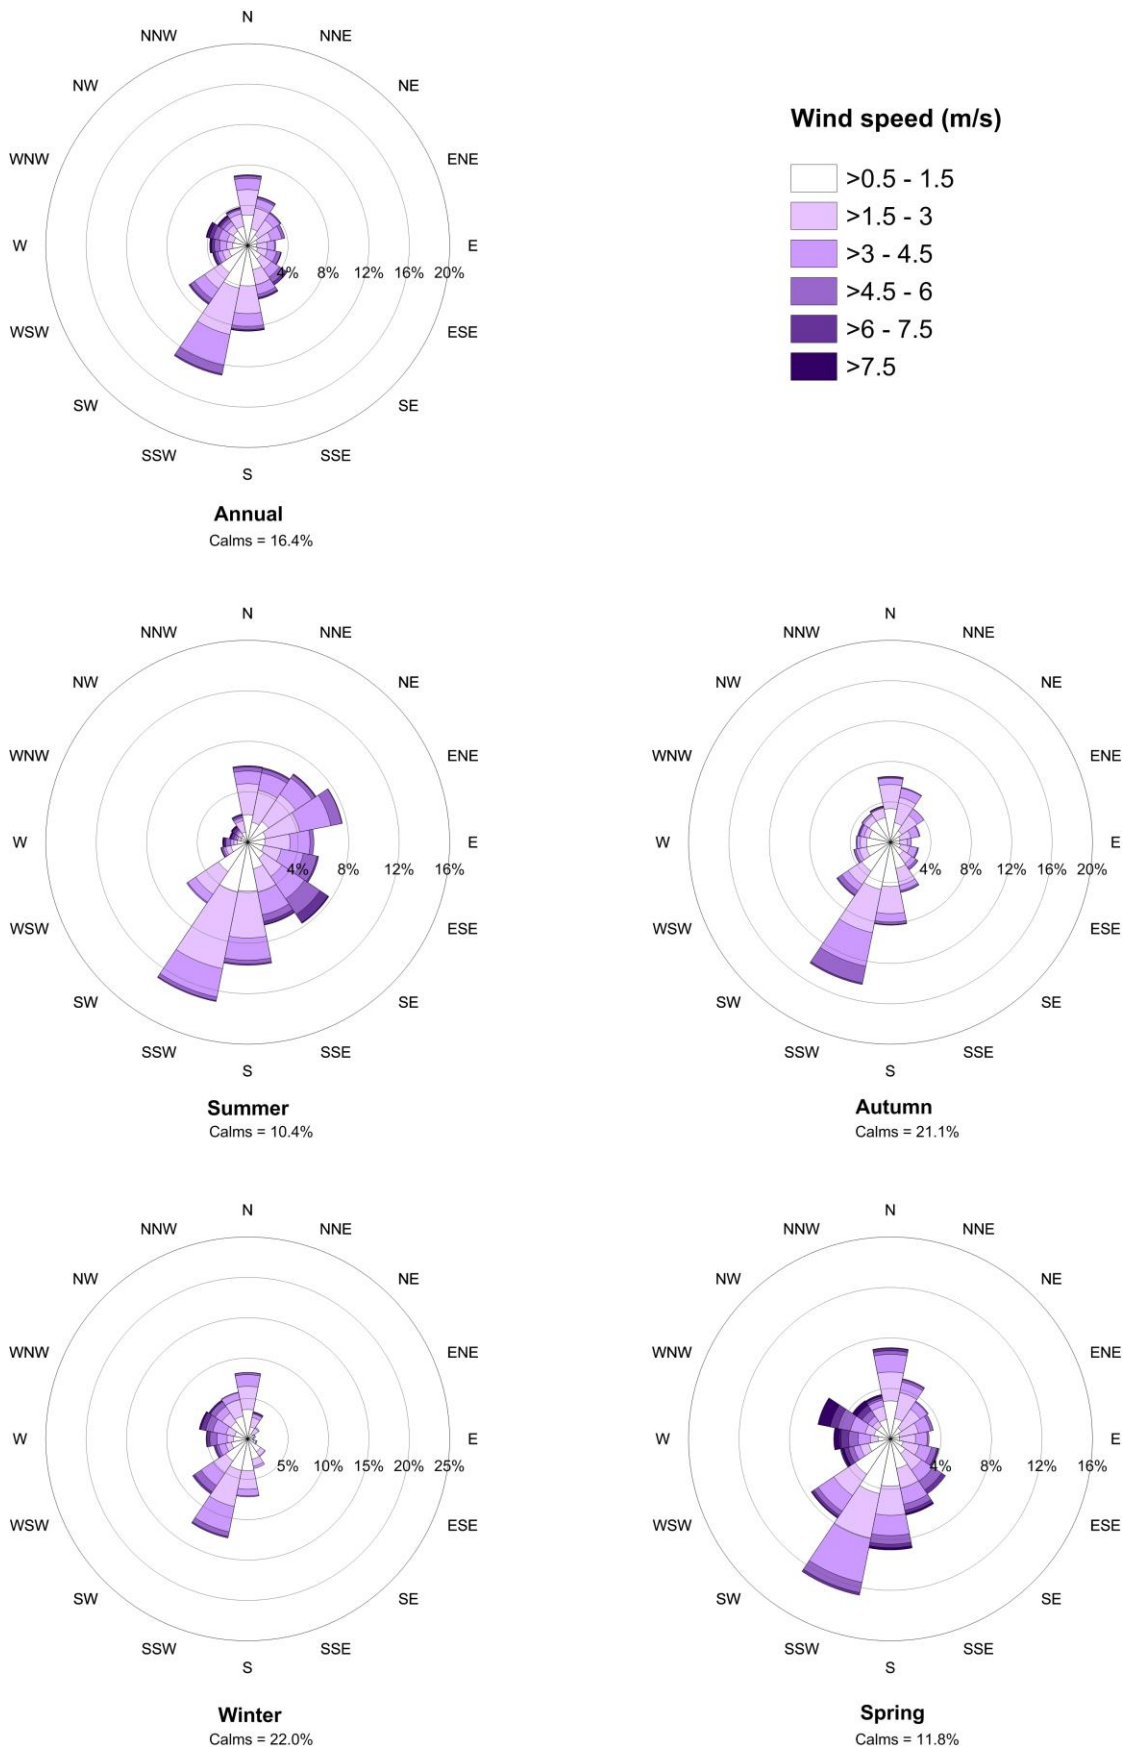 N
NNW NNE
NW NE
WNW ENE
W E
4% 8% 12% 16% 20%
WSW ESE
SW SE
SSW SSE
S
Annual
Calms = 16.4%
Wind speed (m/s)
>0.5 - 1.5
>1.5 - 3
>3 - 4.5
>4.5 - 6
>6 - 7.5
>7.5
N
NNW NNE
NW NE
WNW ENE
W E
4% 8% 12% 16%
WSW ESE
SW SE
SSW SSE
S
Summer
Calms = 10.4%
N
NNW NNE
NW NE
WNW ENE
W E
4% 8% 12% 16% 20%
WSW ESE
SW SE
SSW SSE
S
Autumn
Calms = 21.1%
N
NNW NNE
NW NE
WNW ENE
W E
5% 10% 15% 20% 25%
WSW ESE
SW SE
SSW SSE
S
Winter
Calms = 22.0%
N
NNW NNE
NW NE
WNW ENE
W E
4% 8% 12% 16%
WSW ESE
SW SE
SSW SSE
S
Spring
Calms = 11.8%